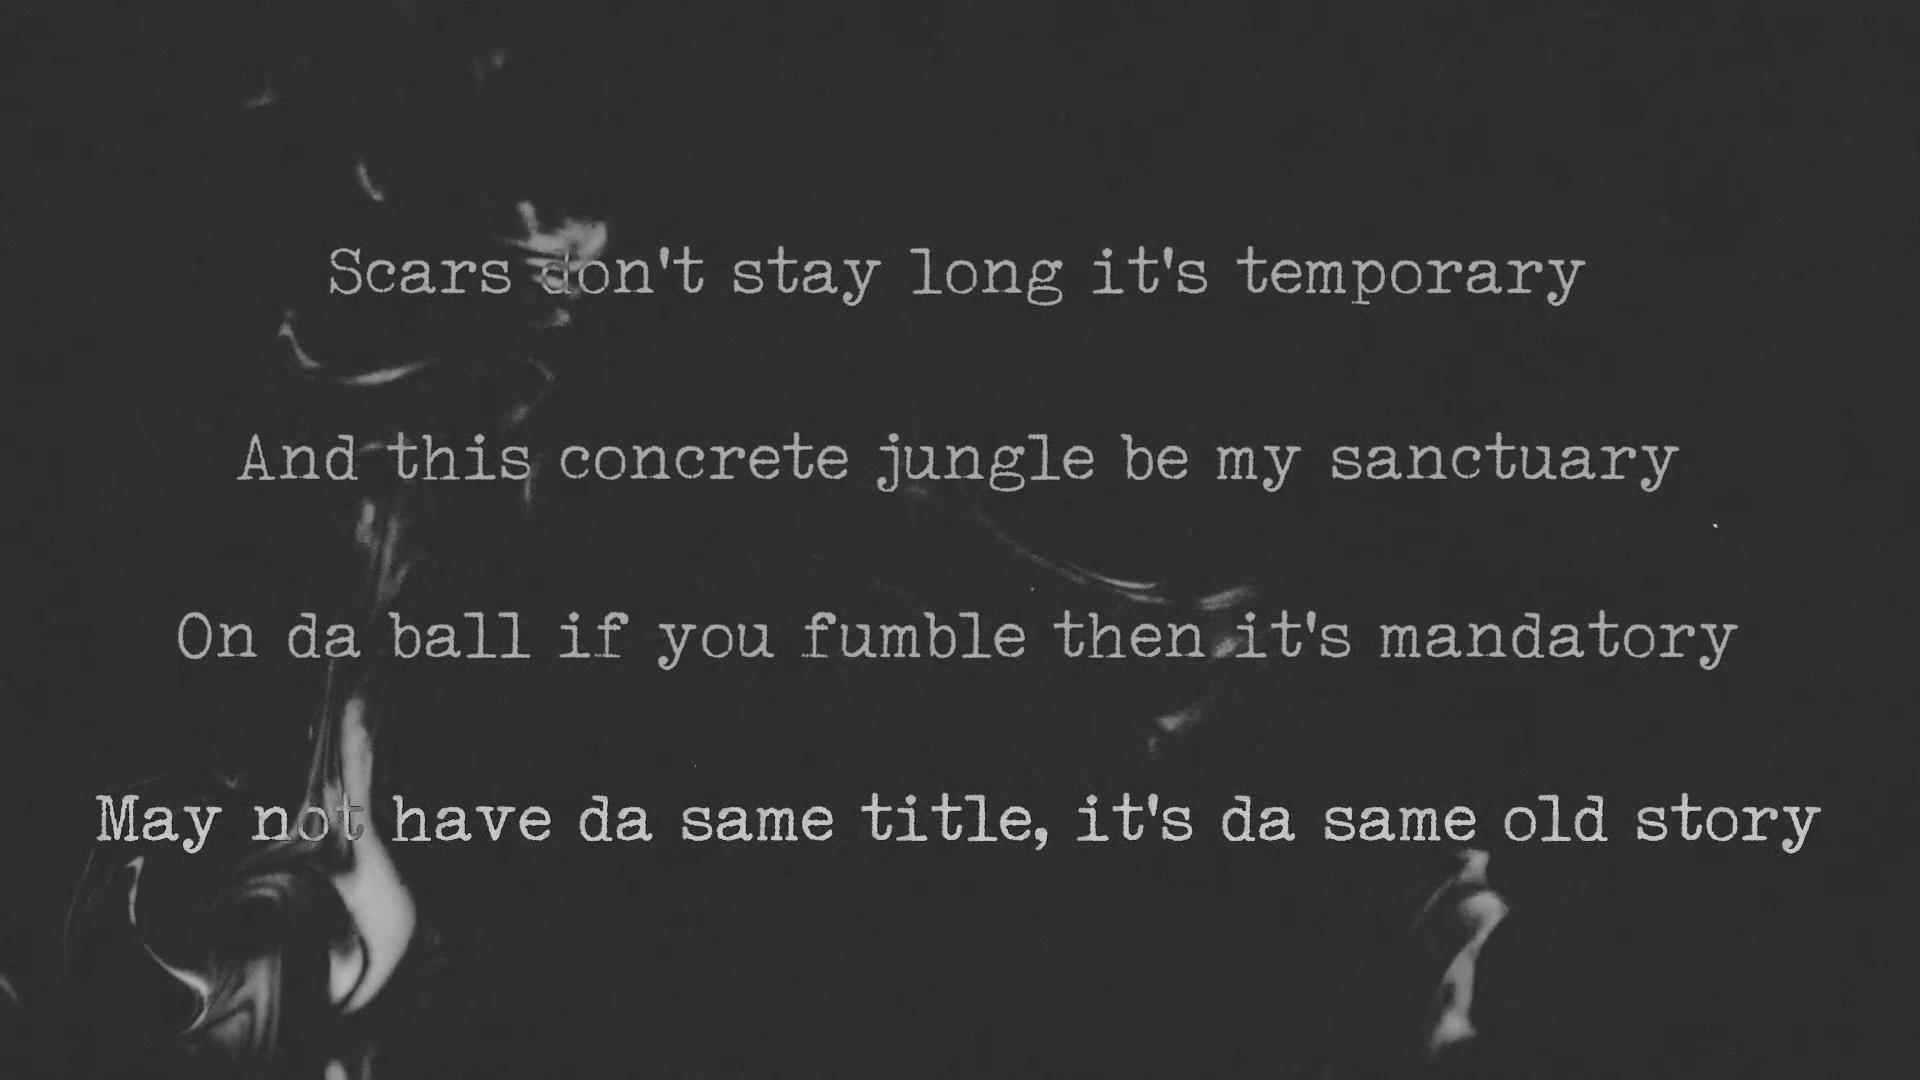 Scars don't stay long it's temporary
And this concrete jungle be my sanctuary
On da ball if you fumble then it's mandatory
May not have da same title, it's da same old story